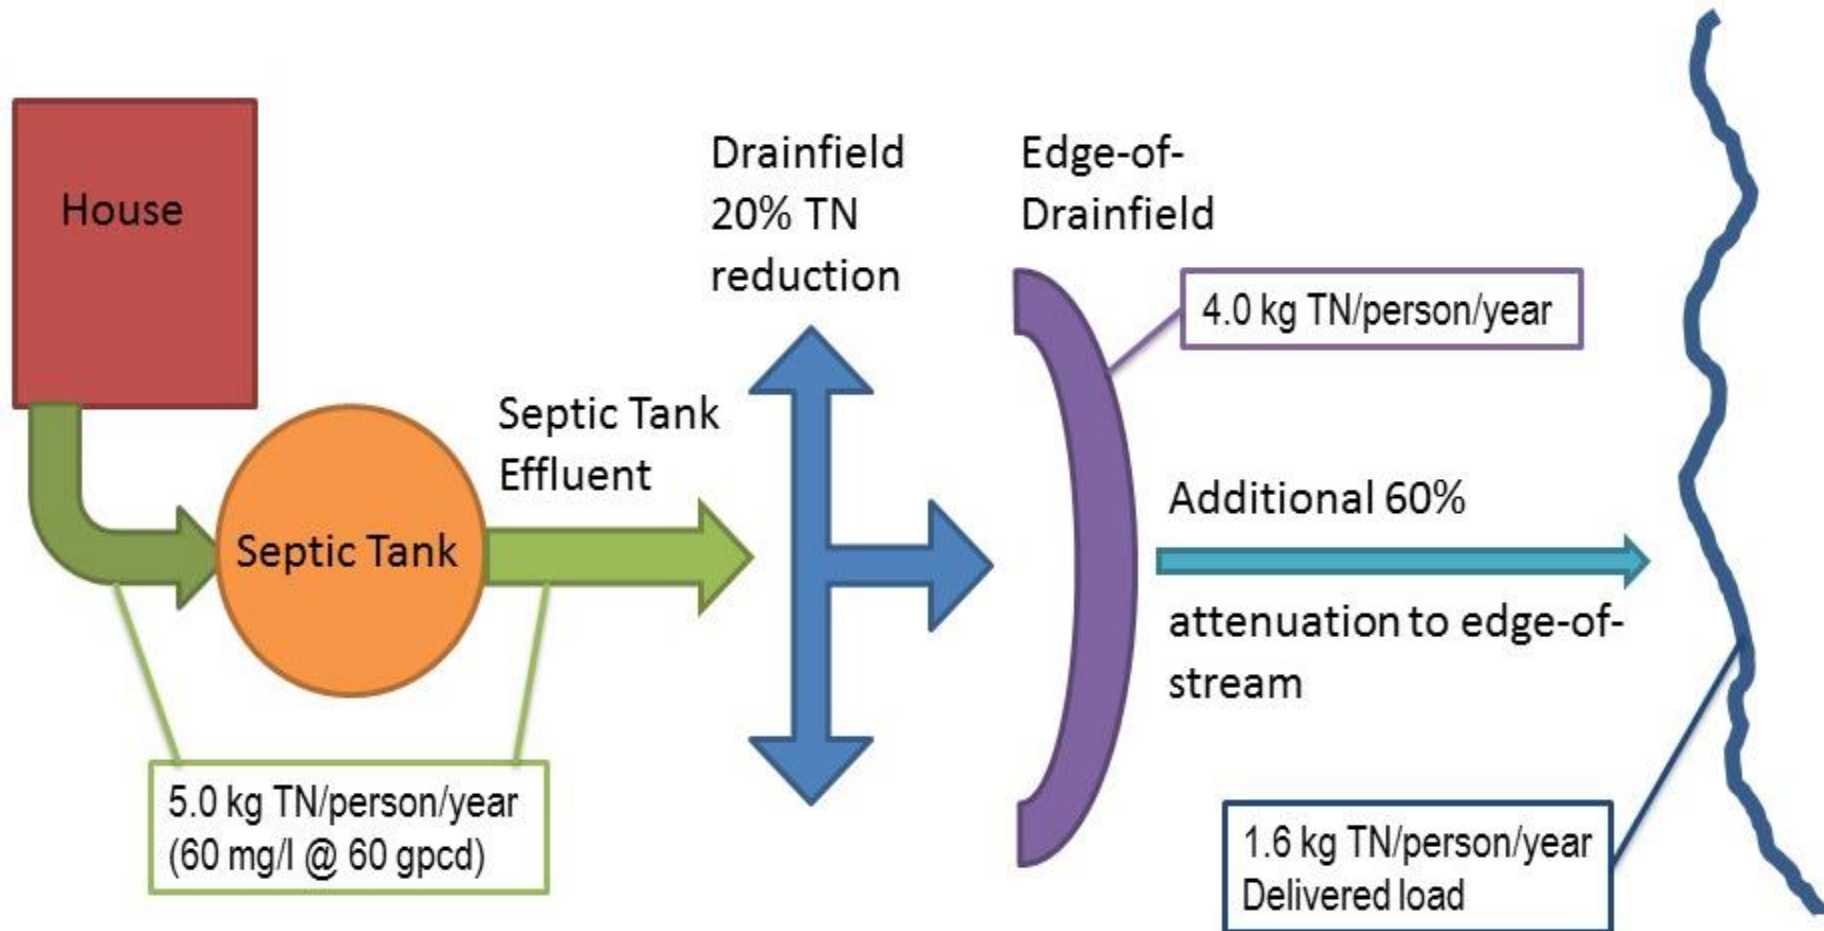 House
Septic Tank
Septic Tank
Effluent
5.0 kg TN/person/year
(60 mg/l @ 60 gpcd)
Drainfield
20% TN
reduction
Edge-of-
Drainfield
4.0 kg TN/person/year
Additional 60%
attenuation to edge-of-
stream
1.6 kg TN/person/year
Delivered load